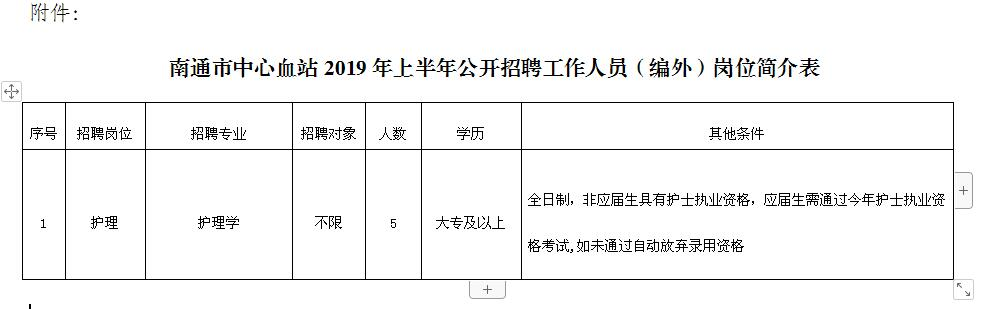 附件:
南通市中心血站 2019 年上半年公开招聘工作人员（编外）岗位简介表
序号 招聘岗位 招聘专业 招聘对象 人数 学历 其他条件
1 护理 护理学 不限 5 大专及以上 全日制，非应届生具有护士执业资格，应届生需通过今年护士执业资
格考试,如未通过自动放弃录用资格